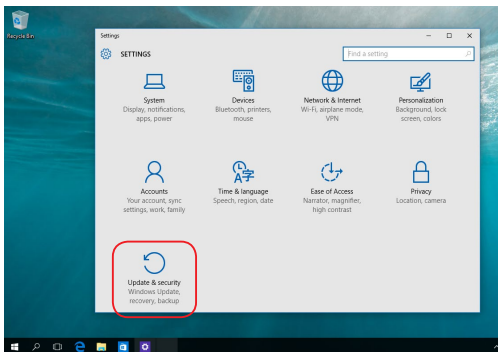 Recycle Bin
Settings
SETTINGS
Find a setting
System
Display, notifications,
apps, power
Devices
Bluetooth, printers,
mouse
Network & Internet
Wi-Fi, airplane mode,
VPN
Personalization
Background, lock
screen, colors
Accounts
Your account, sync
settings, work, family
Time & language
Speech, region, date
Ease of Access
Narrator, magnifier,
high contrast
Privacy
Location, camera
Update & security
Windows Update,
recovery, backup